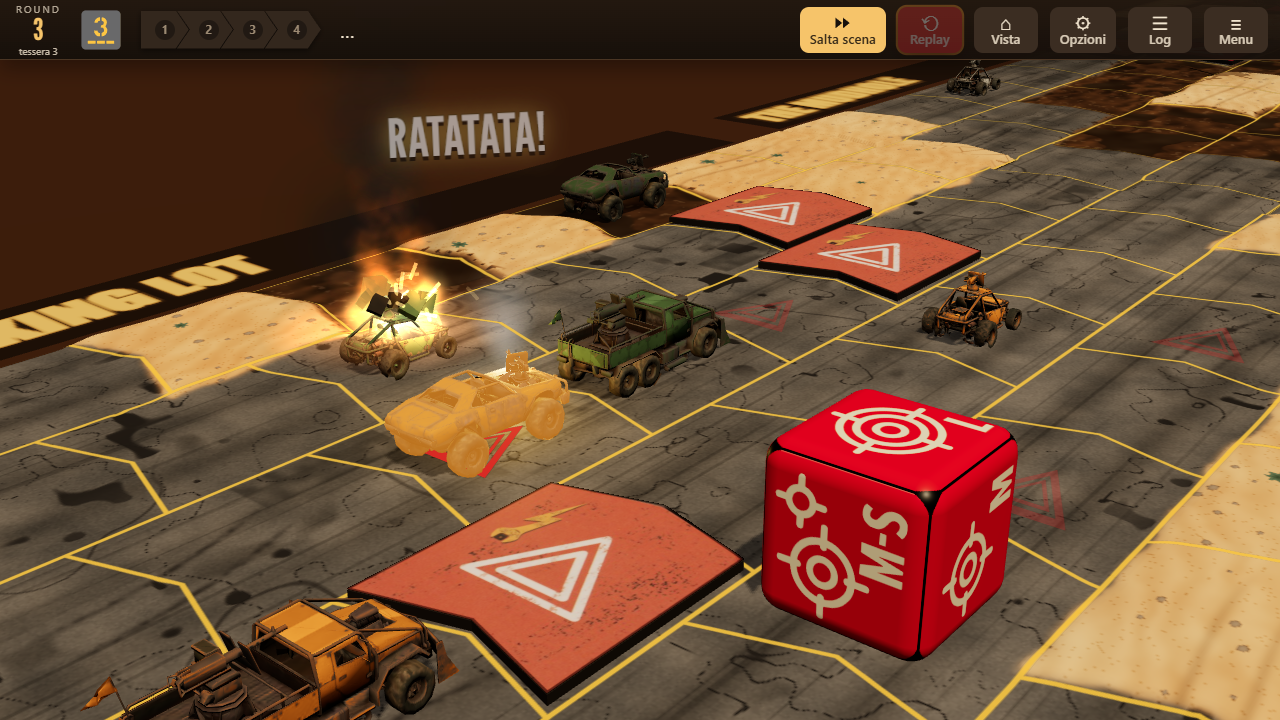 ROUND
3
tessera 3
3
1 2 3 4 ...
Salta scena
Replay
Vista
Opzioni
Log
Menu
RATATATA!
KING LOT
L
M-S
M